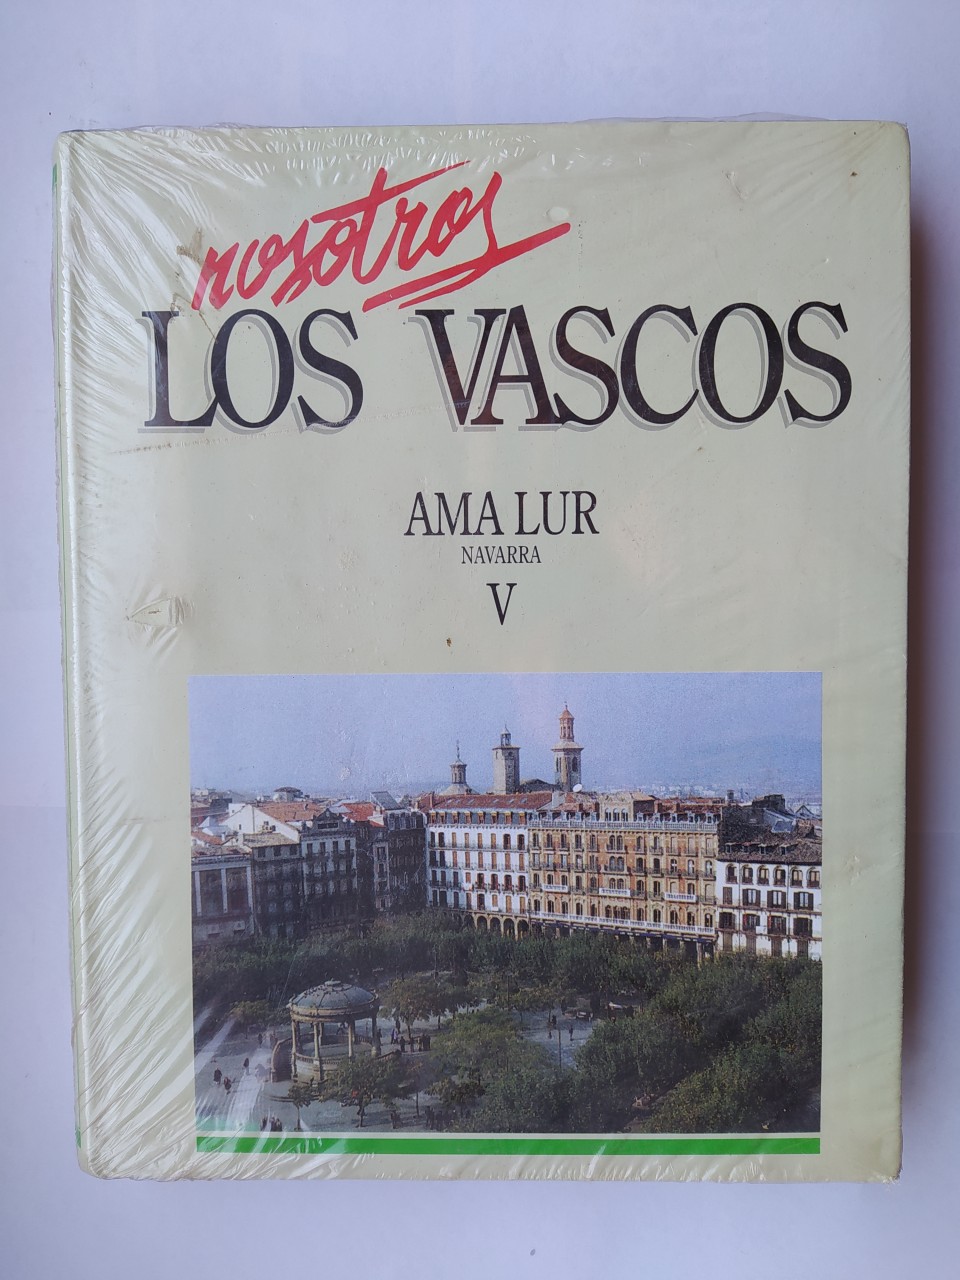 nosotros
LOS VASCOS
AMA LUR
NAVARRA
V